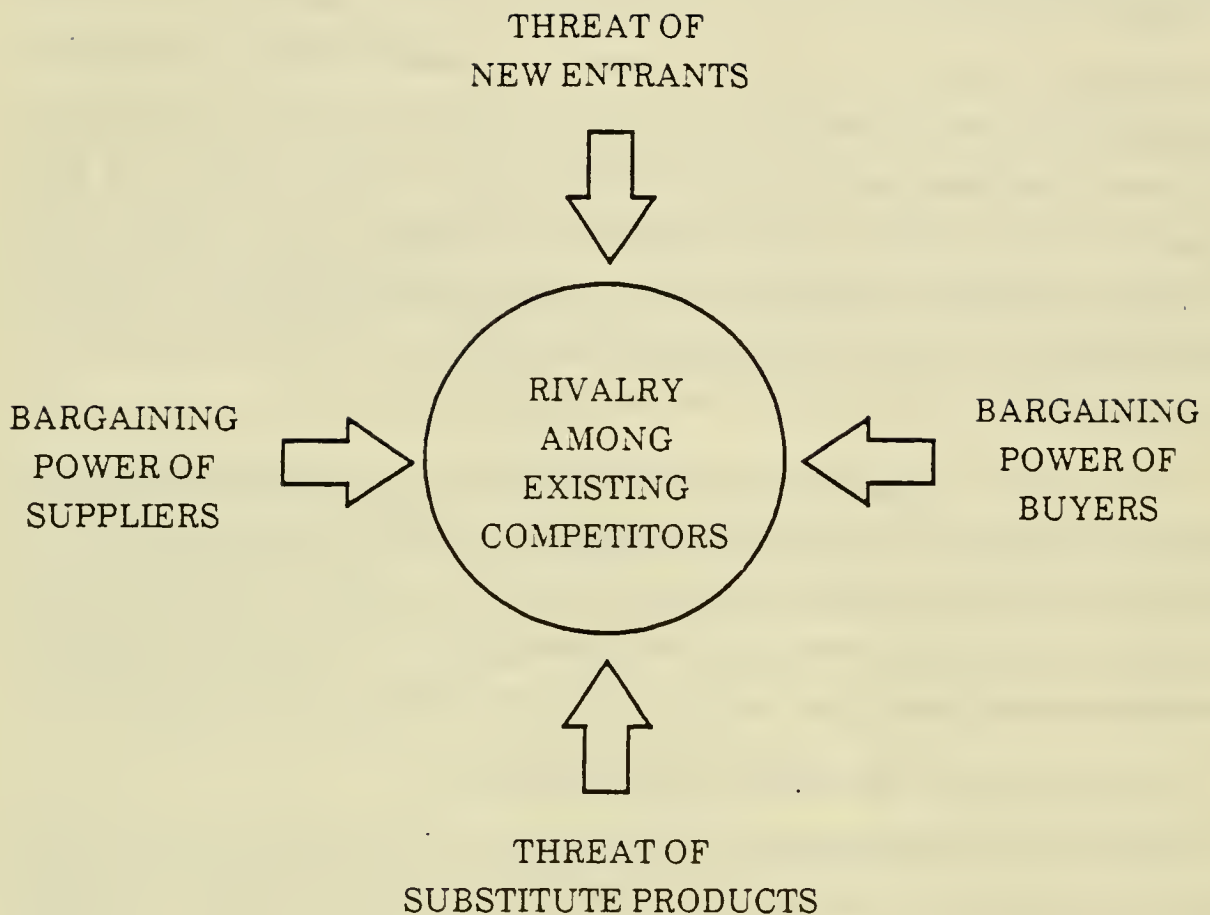 THREAT OF
NEW ENTRANTS
BARGAINING
POWER OF
SUPPLIERS
RIVALRY
AMONG
EXISTING
COMPETITORS
BARGAINING
POWER OF
BUYERS
THREAT OF
SUBSTITUTE PRODUCTS